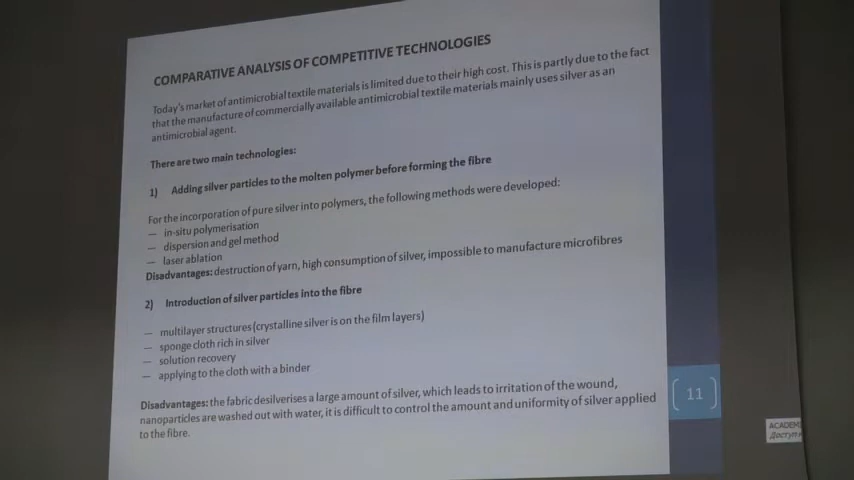 COMPARATIVE ANALYSIS OF COMPETITIVE TECHNOLOGIES
Today's market of antimicrobial textile materials is limited due to their high cost. This is partly due to the fact
that the manufacture of commercially available antimicrobial textile materials mainly uses silver as an
antimicrobial agent.
There are two main technologies:
1) Adding silver particles to the molten polymer before forming the fibre
For the incorporation of pure silver into polymers, the following methods were developed:
— in-situ polymerisation
— dispersion and gel method
— laser ablation
Disadvantages: destruction of yarn, high consumption of silver, impossible to manufacture microfibres
2) Introduction of silver particles into the fibre
— multilayer structures (crystalline silver is on the film layers)
— sponge cloth rich in silver
— solution recovery
— applying to the cloth with a binder
Disadvantages: the fabric desilverises a large amount of silver, which leads to irritation of the wound,
nanoparticles are washed out with water, it is difficult to control the amount and uniformity of silver applied
to the fibre.
11